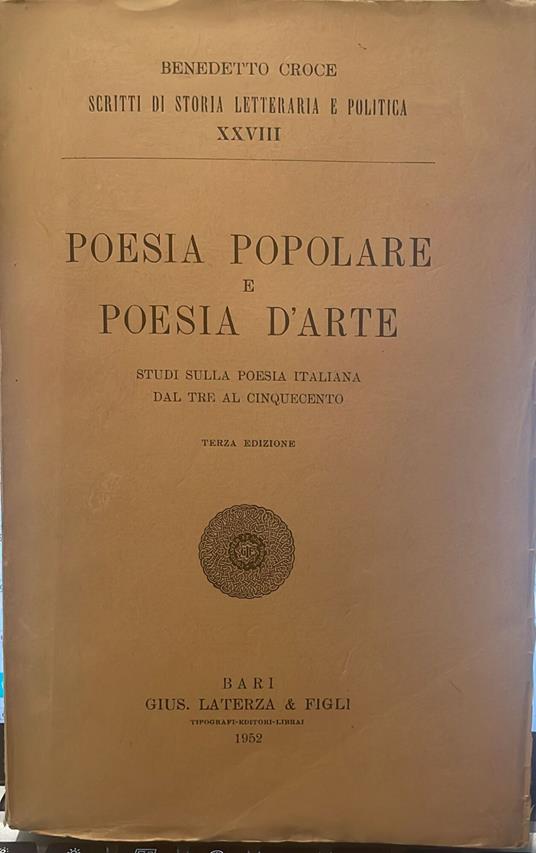 BENEDETTO CROCE
SCRITTI DI STORIA LETTERARIA E POLITICA
XXVIII
POESIA POPOLARE
E
POESIA D'ARTE
STUDI SULLA POESIA ITALIANA
DAL TRE AL CINQUECENTO
TERZA EDIZIONE
BARI
GIUS. LATERZA & FIGLI
TIPOGRAFI-EDITORI-LIBRAI
1952